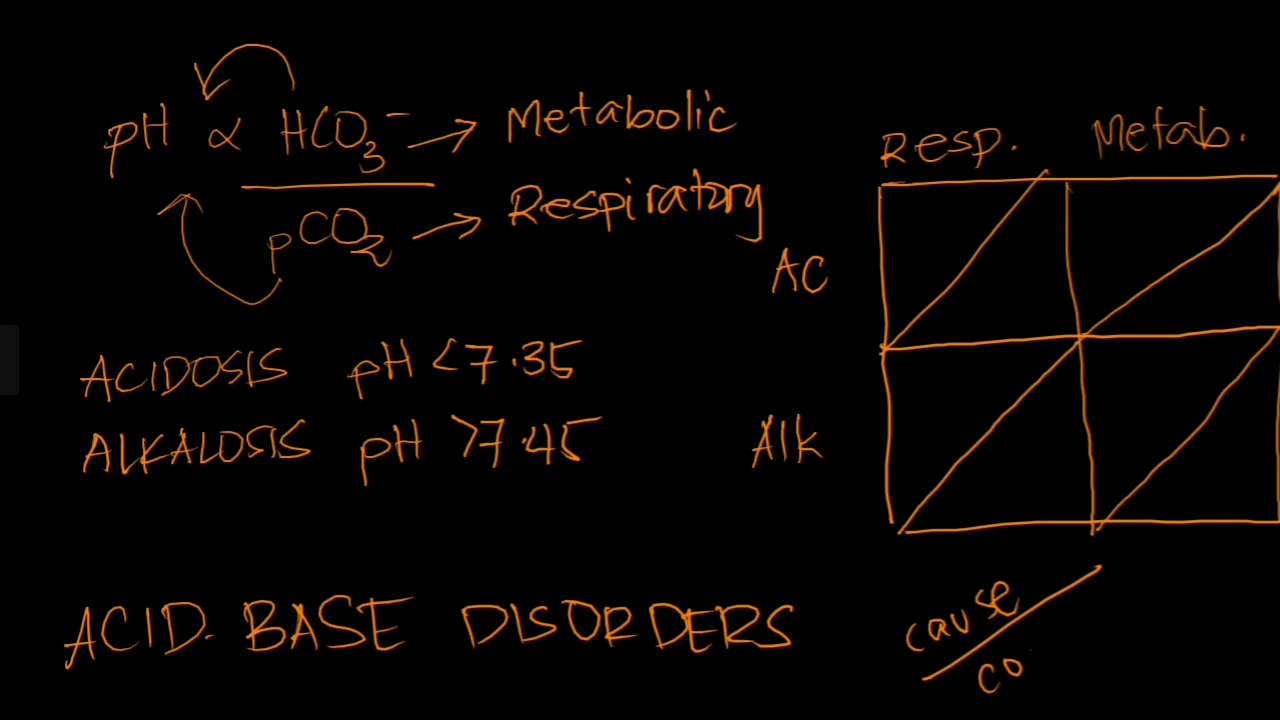 pH ∝ HCO₃⁻ → Metabolic
pCO₂ → Respiratory
Resp. Metab.
AC
ACIDOSIS pH <7.35
ALKALOSIS pH >7.45
Alk
ACID. BASE DISORDERS
cause
co